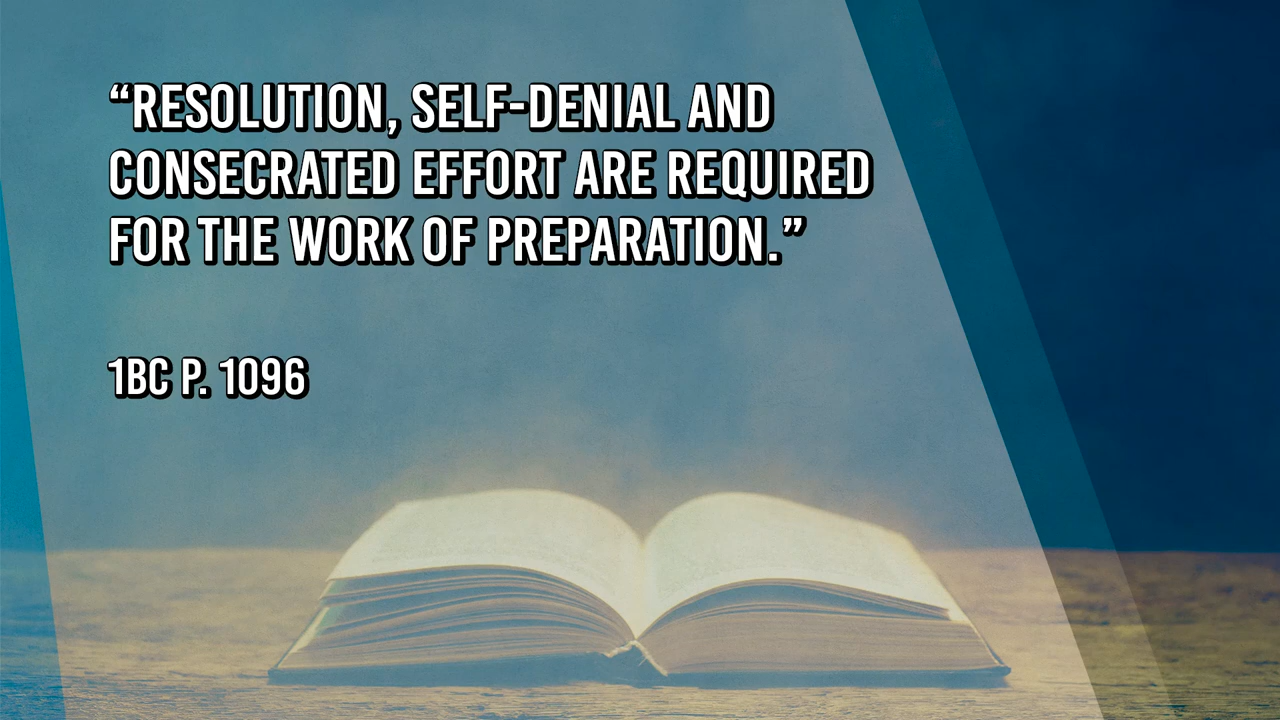 “RESOLUTION, SELF-DENIAL AND
CONSECRATED EFFORT ARE REQUIRED
FOR THE WORK OF PREPARATION.”
1BC P. 1096